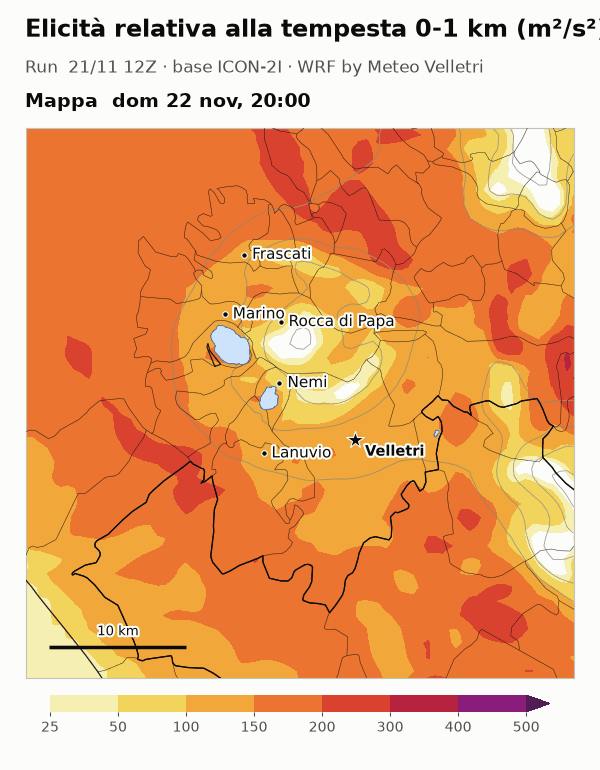 Elicità relativa alla tempesta 0-1 km (m²/s²)
Run 21/11 12Z · base ICON-2I · WRF by Meteo Velletri
Mappa dom 22 nov, 20:00
Frascati
Marino
Rocca di Papa
Nemi
Velletri
Lanuvio
10 km
25 50 100 150 200 300 400 500